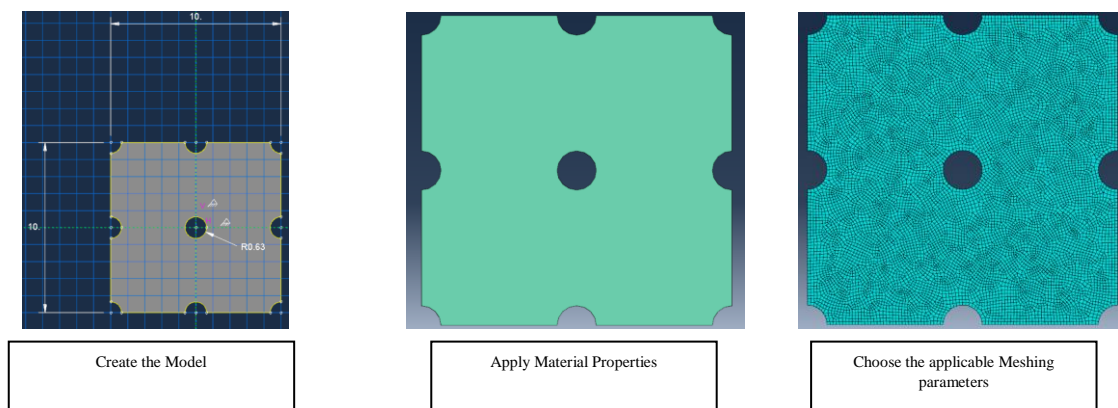 10.
10.
R0.63
Create the Model
Apply Material Properties
Choose the applicable Meshing
parameters